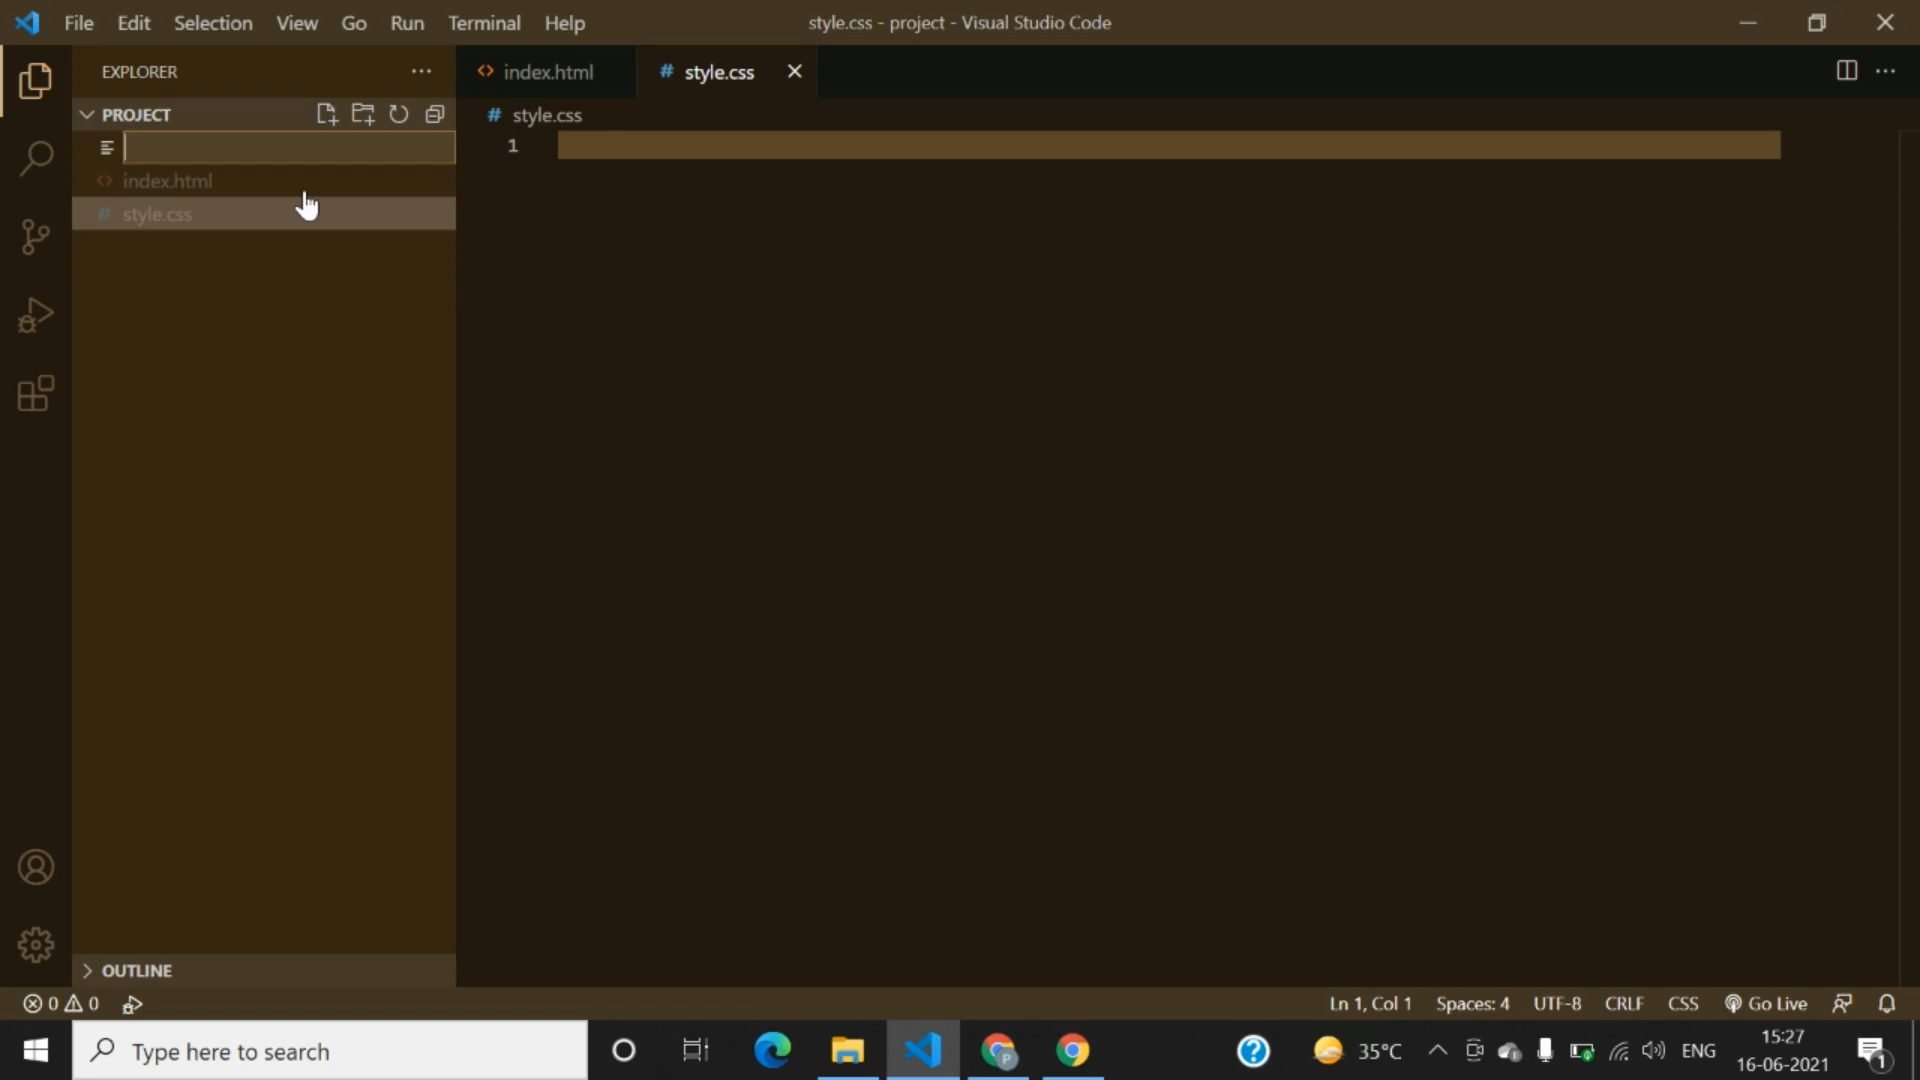 File Edit Selection View Go Run Terminal Help style.css - project - Visual Studio Code
EXPLORER
index.html
# style.css
PROJECT
# style.css
1
index.html
# style.css
OUTLINE
0 0
Ln 1, Col 1 Spaces: 4 UTF-8 CRLF CSS Go Live
Type here to search
P
?
35°C
ENG
15:27
16-06-2021
1